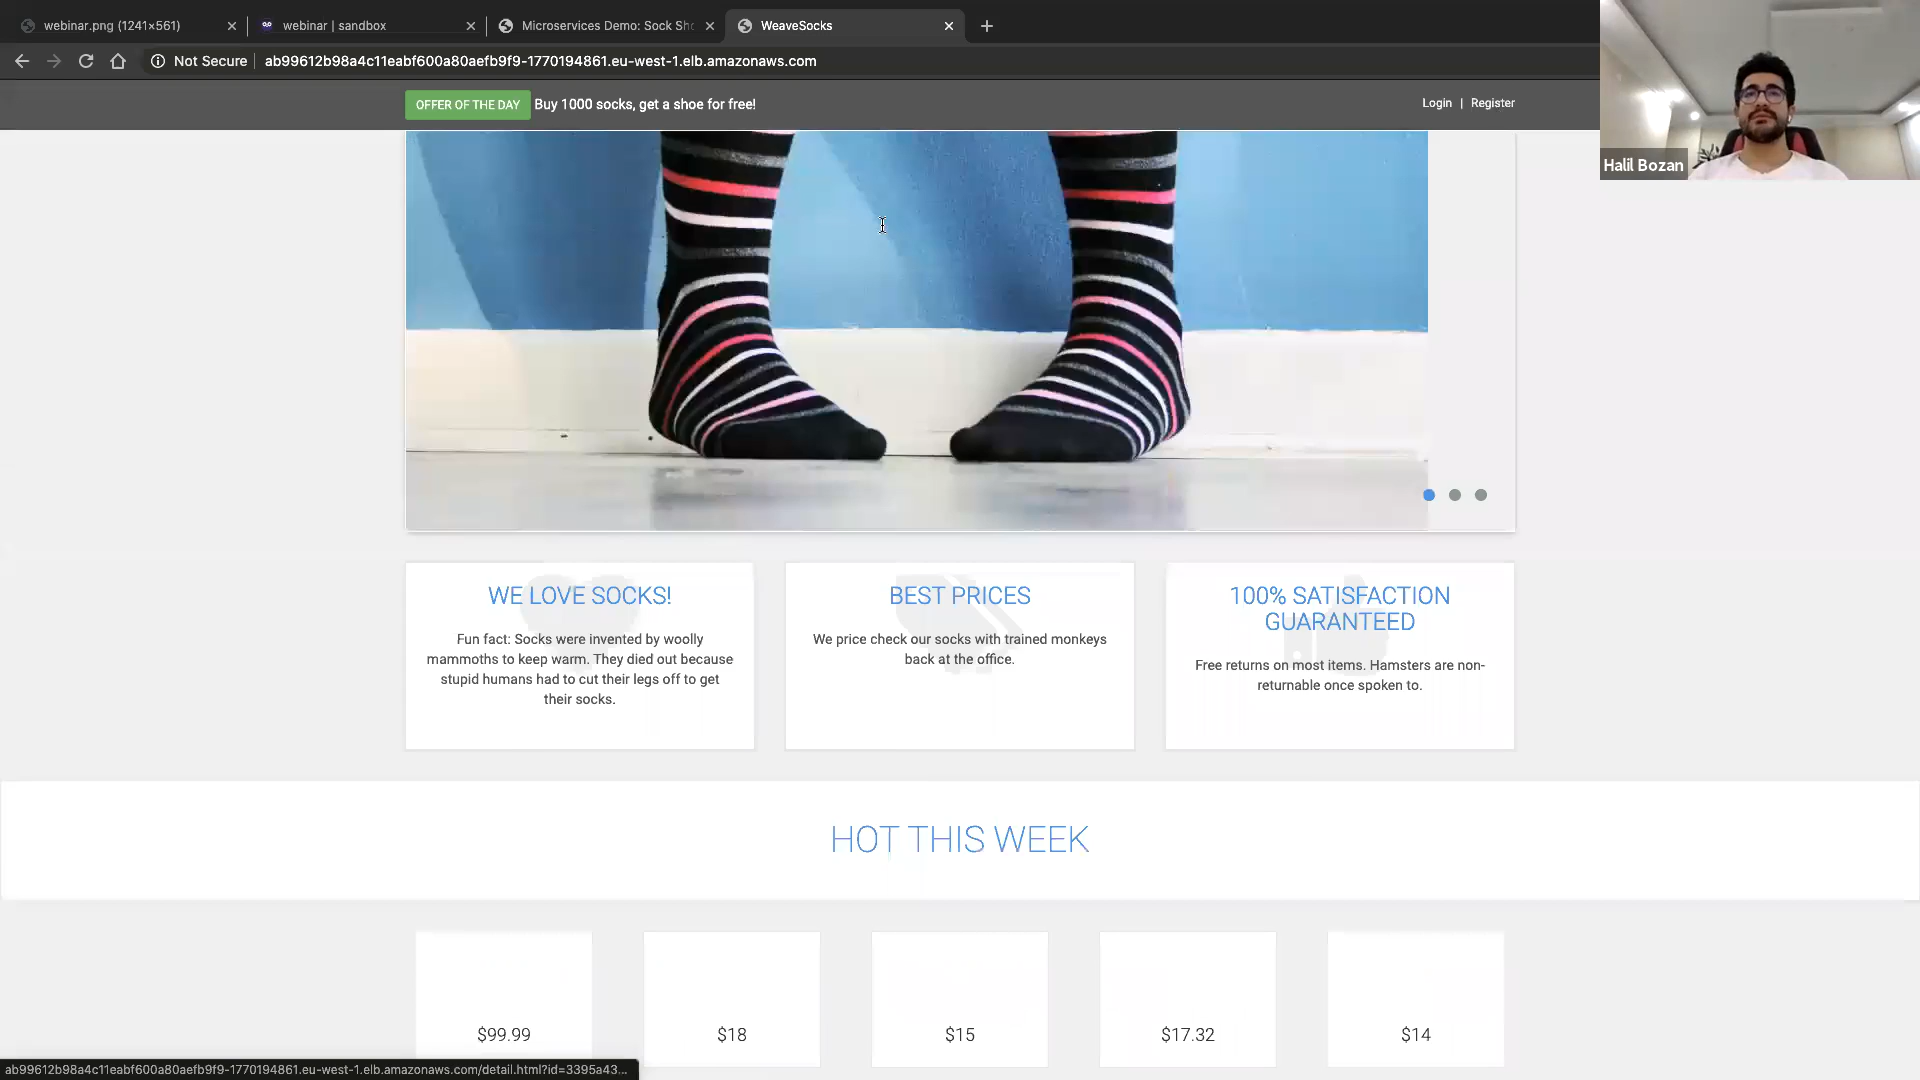 webinar.png (1241×561)
webinar | sandbox
Microservices Demo: Sock Sho
WeaveSocks
Not Secure
ab99612b98a4c11eabf600a80aefb9f9-1770194861.eu-west-1.elb.amazonaws.com
OFFER OF THE DAY Buy 1000 socks, get a shoe for free!
Login | Register
Halil Bozan
WE LOVE SOCKS!
Fun fact: Socks were invented by woolly
mammoths to keep warm. They died out because
stupid humans had to cut their legs off to get
their socks.
BEST PRICES
We price check our socks with trained monkeys
back at the office.
100% SATISFACTION
GUARANTEED
Free returns on most items. Hamsters are non-
returnable once spoken to.
HOT THIS WEEK
$99.99
$18
$15
$17.32
$14
ab99612b98a4c11eabf600a80aefb9f9-1770194861.eu-west-1.elb.amazonaws.com/detail.html?id=3395a43...